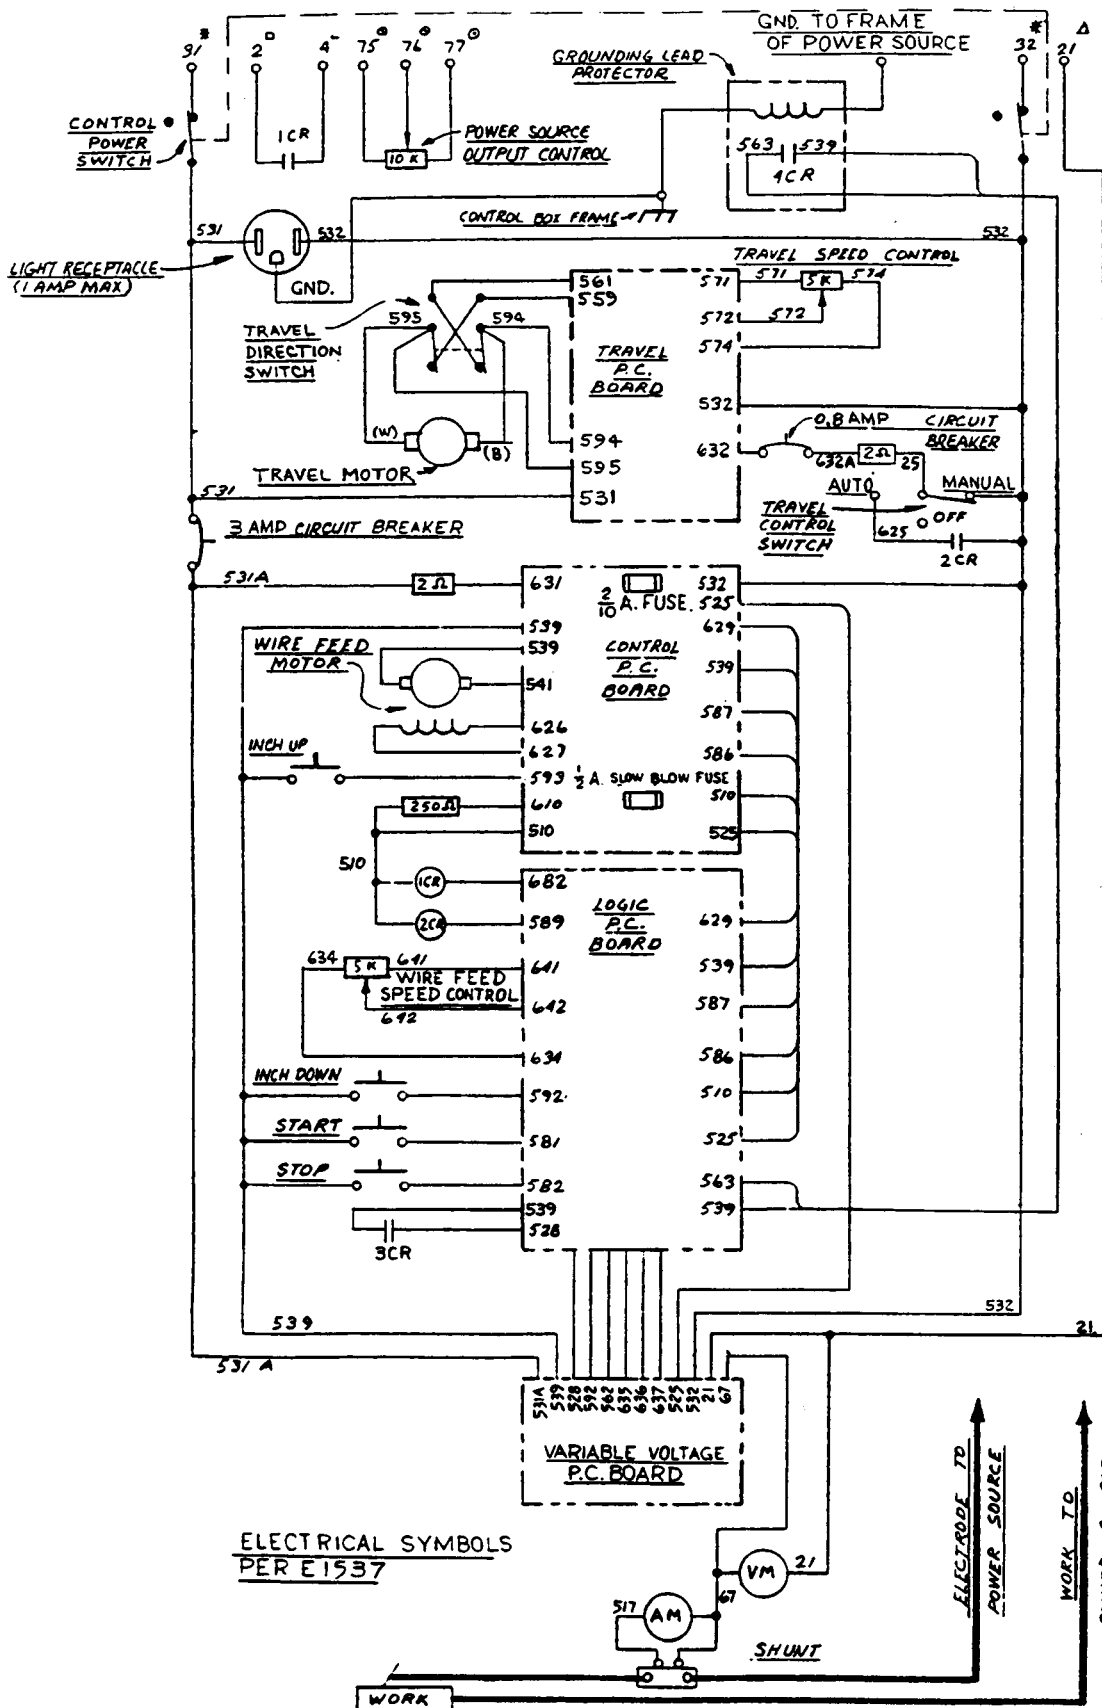 GND. TO FRAME
OF POWER SOURCE
31*
2□
4-
75⊙
76⊙
77⊙
32*
21 Δ
GROUNDING LEAD
PROTECTOR
CONTROL
POWER
SWITCH
1CR
10 K
POWER SOURCE
OUTPUT CONTROL
563
539
4CR
CONTROL BOX FRAME
531
532
532
LIGHT RECEPTACLE
(1 AMP MAX)
GND.
TRAVEL SPEED CONTROL
571
5K
574
572
561
559
571
572
574
532
632
594
595
531
TRAVEL
P.C.
BOARD
595
594
TRAVEL
DIRECTION
SWITCH
(W)
(B)
TRAVEL MOTOR
0.8 AMP CIRCUIT
BREAKER
632A
2Ω
25
AUTO
MANUAL
OFF
TRAVEL
CONTROL
SWITCH
625
2CR
531
3 AMP CIRCUIT BREAKER
531A
2Ω
631
532
2/10 A. FUSE
525
539
629
539
CONTROL
P.C.
BOARD
539
WIRE FEED
MOTOR
541
587
626
627
586
INCH UP
593
1/2 A. SLOW BLOW FUSE
250Ω
610
510
510
525
510
1CR
682
LOGIC
P.C.
BOARD
2CR
589
629
634
5K
641
641
539
WIRE FEED
SPEED CONTROL
642
642
587
634
586
INCH DOWN
592
510
START
581
525
STOP
582
563
539
539
528
3CR
532
539
21
531 A
531A
539
528
592
562
635
636
637
525
532
21
67
VARIABLE VOLTAGE
P.C. BOARD
ELECTRICAL SYMBOLS
PER E1537
ELECTRODE TO
POWER SOURCE
WORK TO
VM
21
67
517
AM
SHUNT
WORK